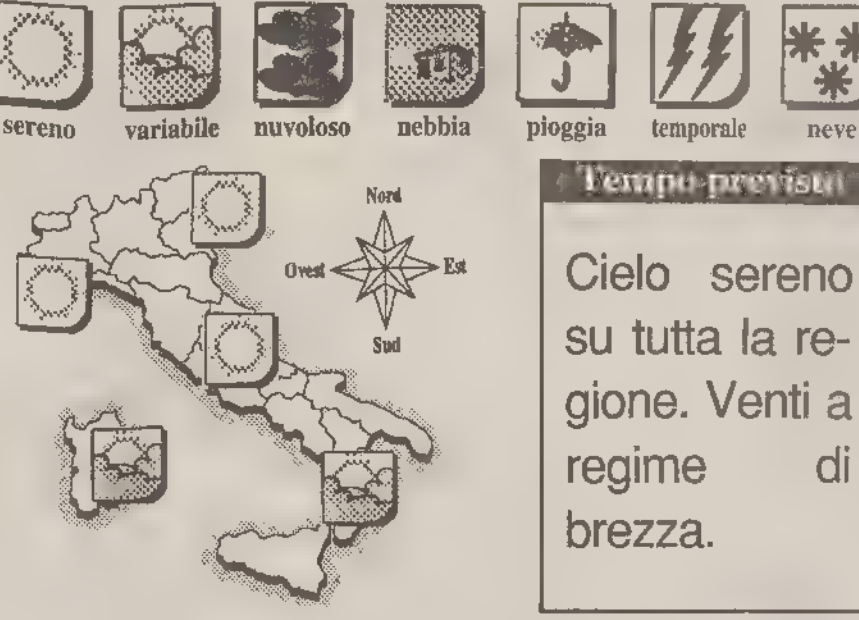 sereno variabile nuvoloso nebbia pioggia temporale neve
Nord
Ovest Est
Sud
Tempo previsto
Cielo sereno
su tutta la re-
gione. Venti a
regime di
brezza.